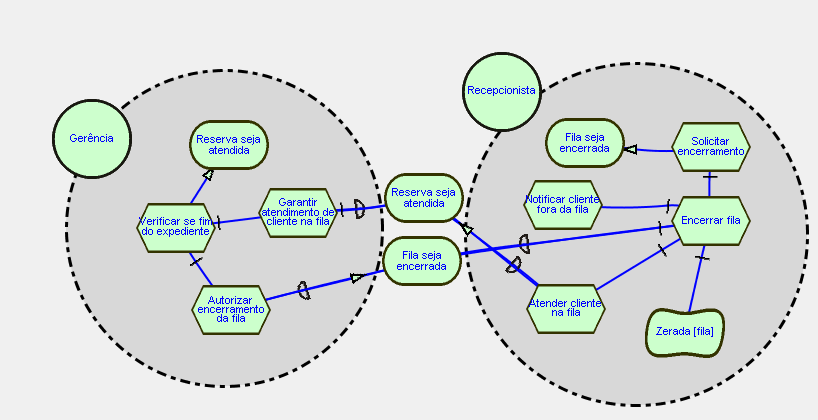 Gerência
Reserva seja
atendida
Verificar se fim
do expediente
Garantir
atendimento de
cliente na fila
Autorizar
encerramento
da fila
Reserva seja
atendida
Fila seja
encerrada
Recepcionista
Fila seja
encerrada
Solicitar
encerramento
Notificar cliente
fora da fila
Encerrar fila
Atender cliente
na fila
Zerada [fila]